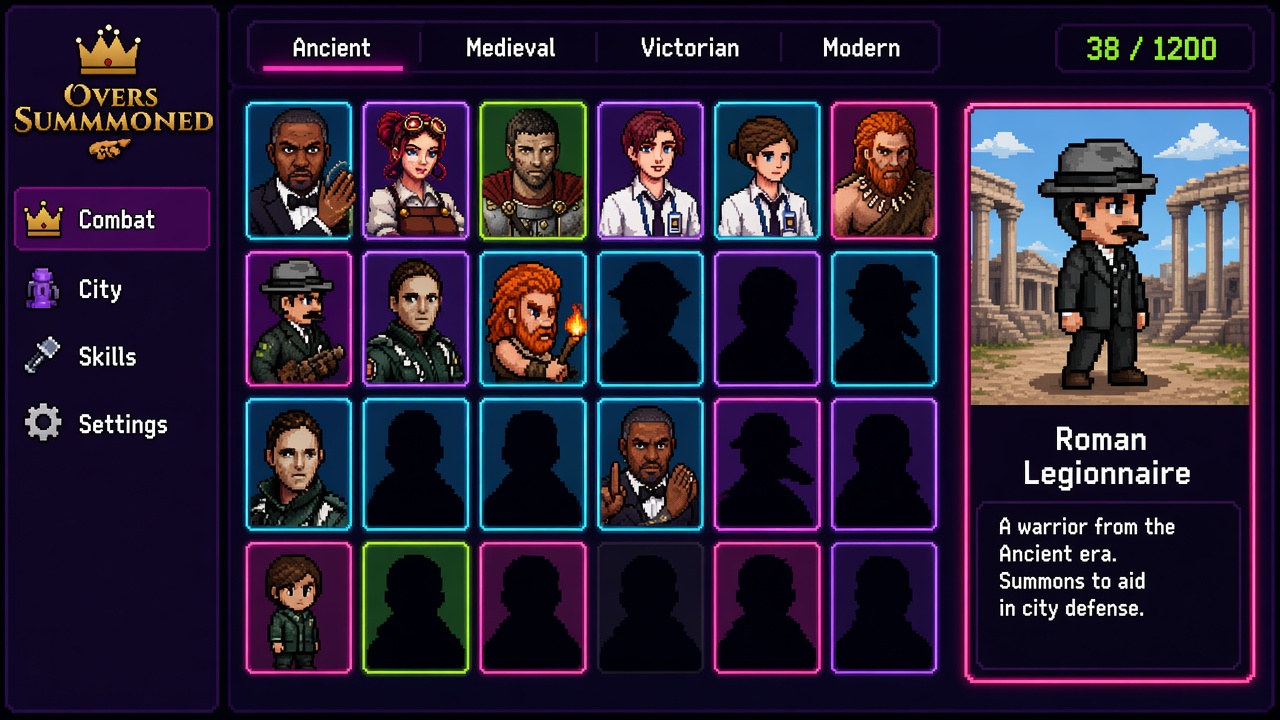 OVERS
SUMMMONED
Combat
City
Skills
Settings
Ancient
Medieval
Victorian
Modern
38 / 1200
Roman
Legionnaire
A warrior from the
Ancient era.
Summons to aid
in city defense.